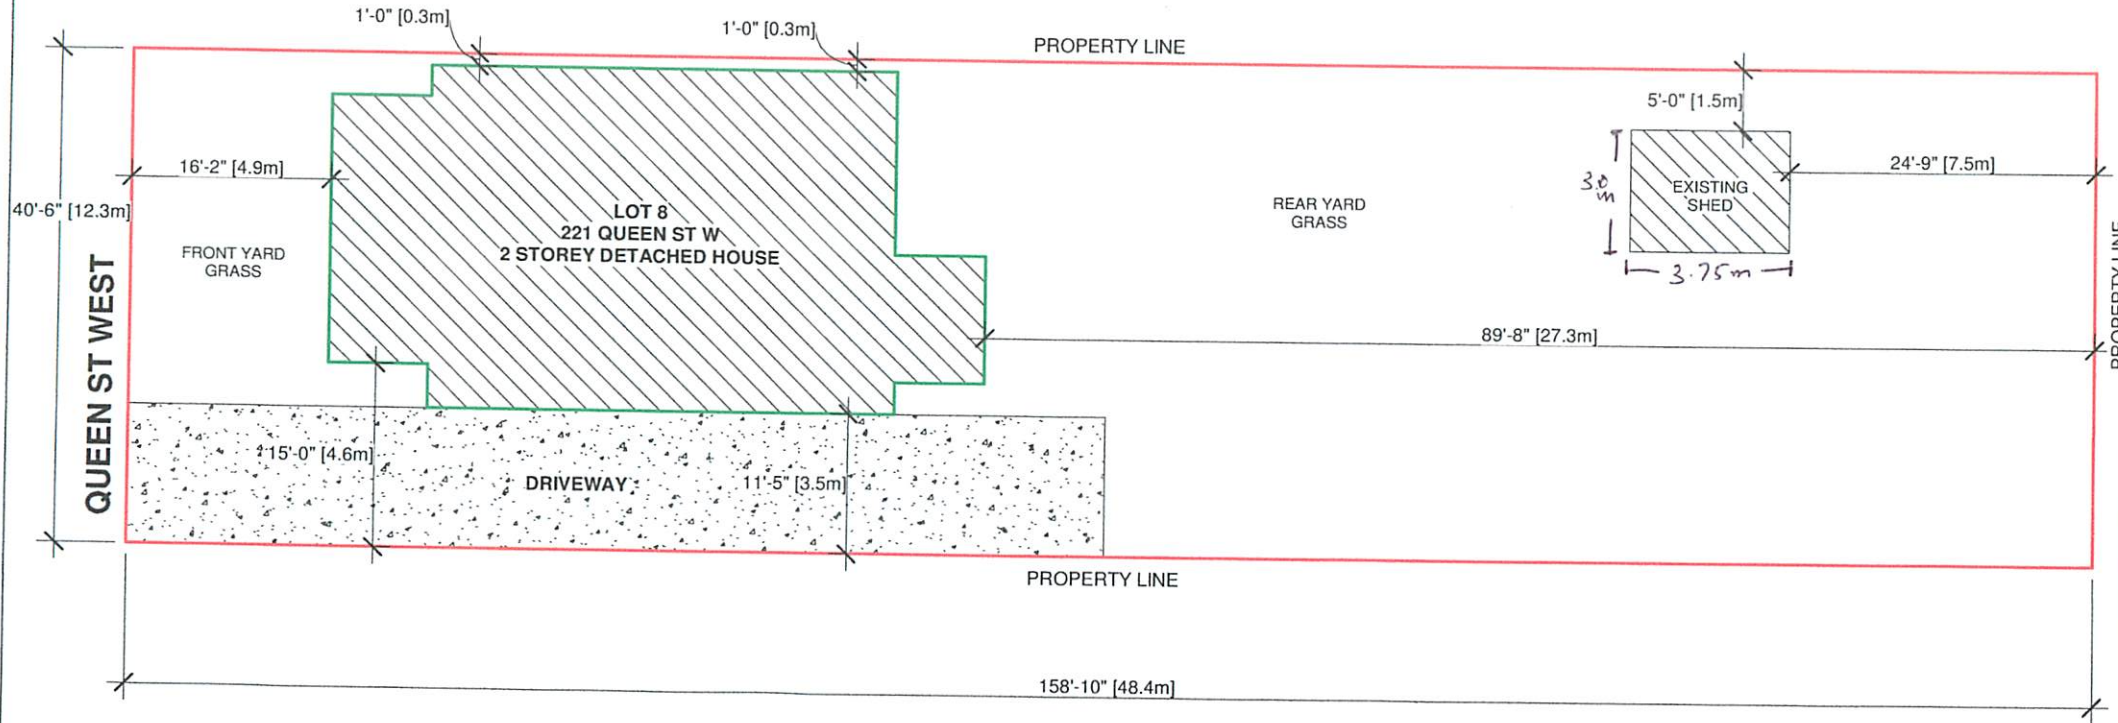 1'-0" [0.3m]
1'-0" [0.3m]
PROPERTY LINE
5'-0" [1.5m]
16'-2" [4.9m]
24'-9" [7.5m]
3.0
m
EXISTING
SHED
40'-6" [12.3m]
LOT 8
221 QUEEN ST W
2 STOREY DETACHED HOUSE
REAR YARD
GRASS
FRONT YARD
GRASS
3.75m
QUEEN ST WEST
PROPERTY LINE
89'-8" [27.3m]
15'-0" [4.6m]
DRIVEWAY
11'-5" [3.5m]
PROPERTY LINE
158'-10" [48.4m]